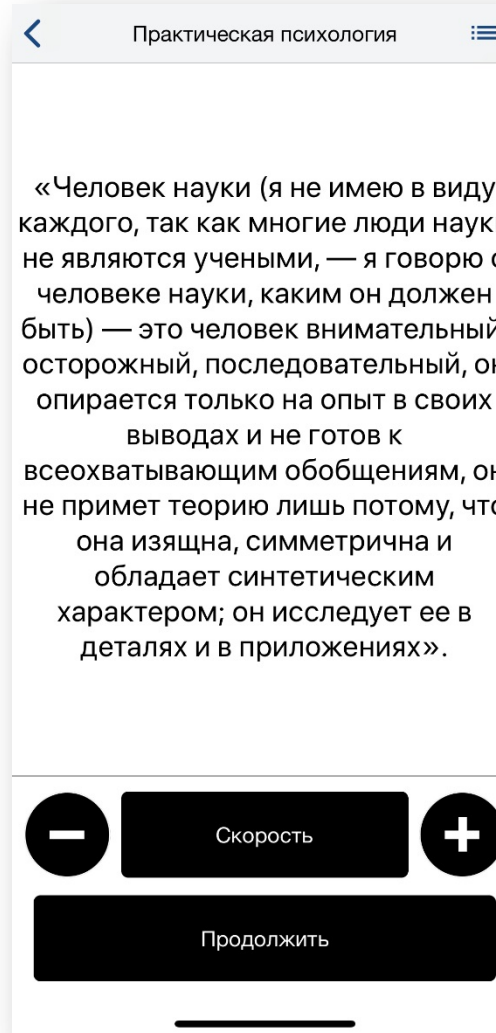 Практическая психология
«Человек науки (я не имею в виду
каждого, так как многие люди наук
не являются учеными, — я говорю о
человеке науки, каким он должен
быть) — это человек внимательный
осторожный, последовательный, он
опирается только на опыт в своих
выводах и не готов к
всеохватывающим обобщениям, он
не примет теорию лишь потому, что
она изящна, симметрична и
обладает синтетическим
характером; он исследует ее в
деталях и в приложениях».
Скорость
Продолжить